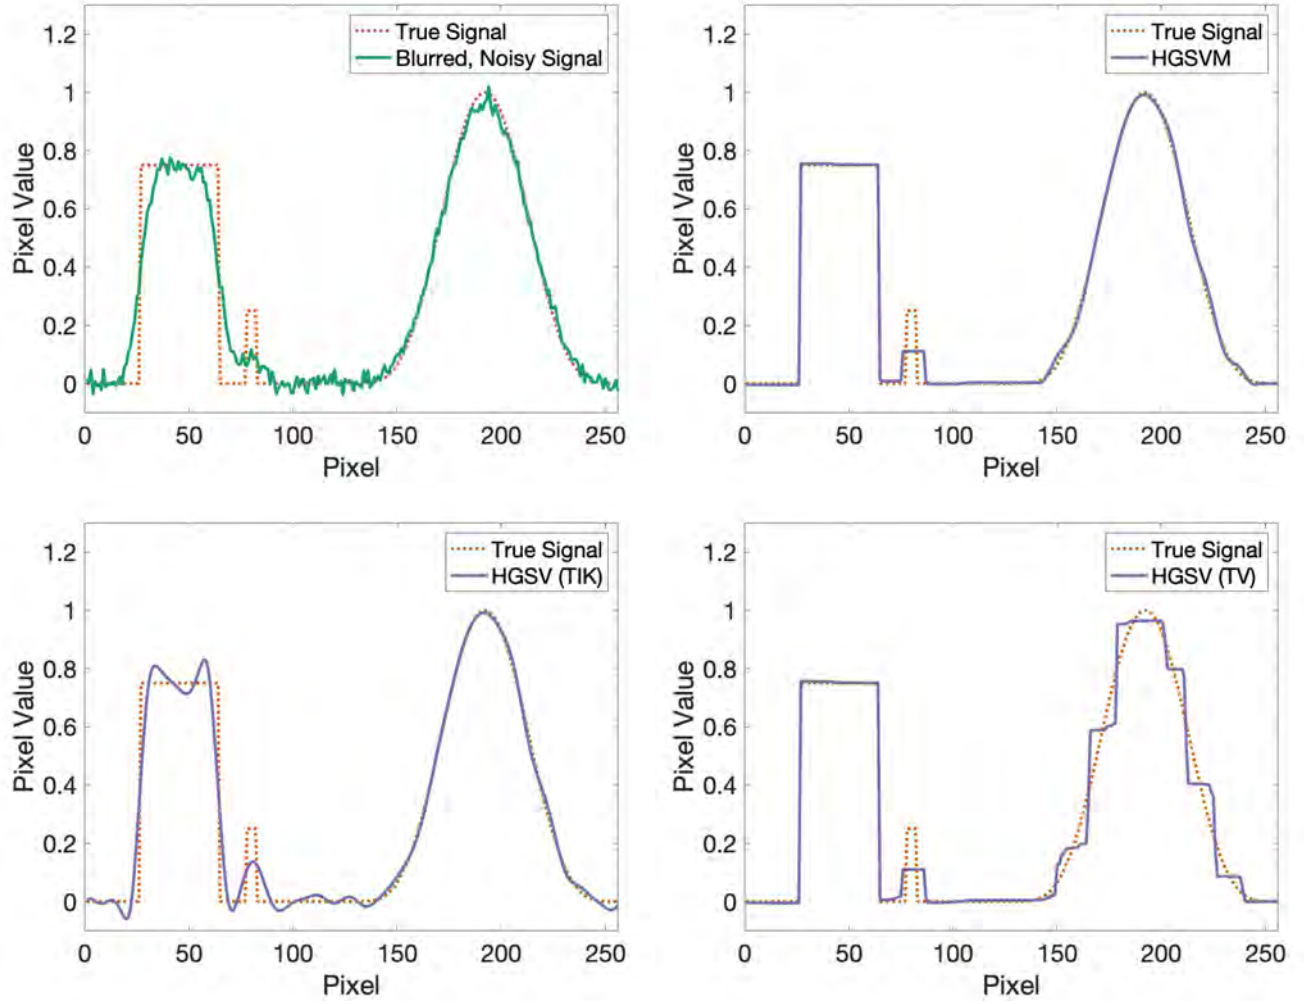 True Signal
Blurred, Noisy Signal
1.2
1
0.8
0.6
0.4
0.2
0
Pixel Value
0 50 100 150 200 250
Pixel
True Signal
HGSVM
1.2
1
0.8
0.6
0.4
0.2
0
Pixel Value
0 50 100 150 200 250
Pixel
True Signal
HGSV (TIK)
1.2
1
0.8
0.6
0.4
0.2
0
Pixel Value
0 50 100 150 200 250
Pixel
True Signal
HGSV (TV)
1.2
1
0.8
0.6
0.4
0.2
0
Pixel Value
0 50 100 150 200 250
Pixel